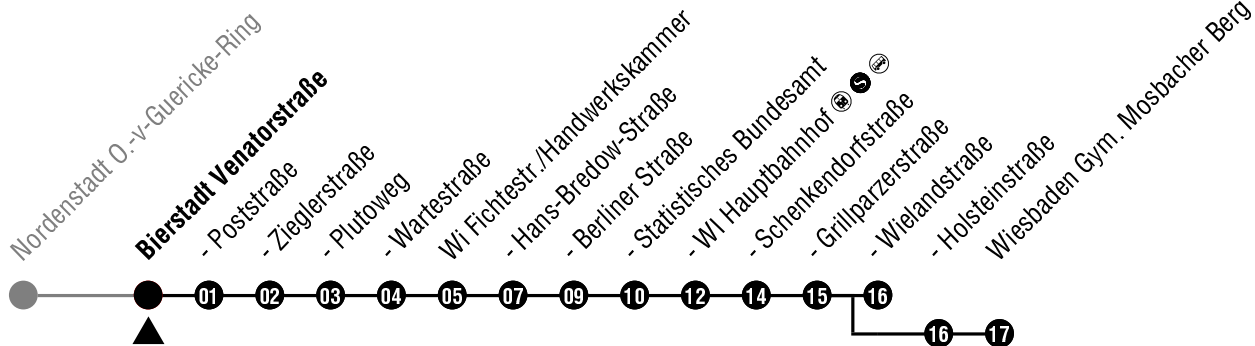 Nordenstadt O.-v-Guericke-Ring
Bierstadt Venatorstraße
- Poststraße
- Zieglerstraße
- Plutoweg
- Wartestraße
Wi Fichtestr./Handwerkskammer
- Hans-Bredow-Straße
- Berliner Straße
- Statistisches Bundesamt
- WI Hauptbahnhof DB S
- Schenkendorfstraße
- Grillparzerstraße
- Wielandstraße
- Holsteinstraße
Wiesbaden Gym. Mosbacher Berg
01 02 03 04 05 07 09 10 12 14 15 16
16 17